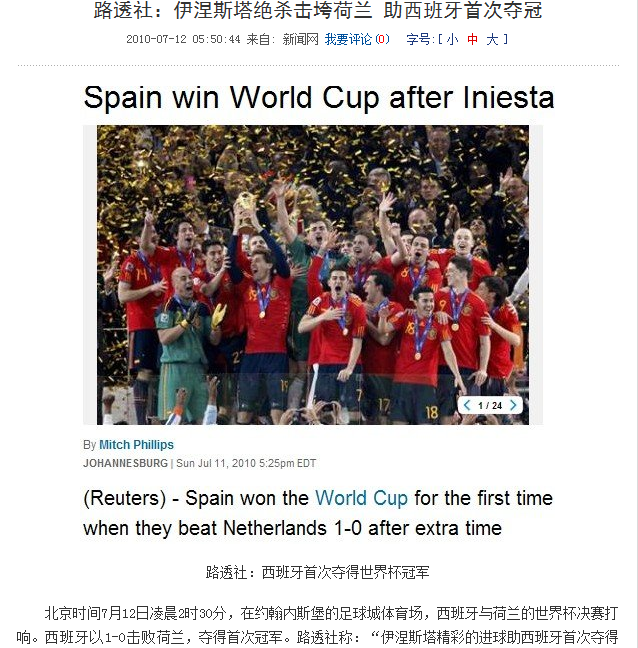 路透社：伊涅斯塔绝杀击垮荷兰 助西班牙首次夺冠
2010-07-12 05:50:44 来自: 新闻网 我要评论(0) 字号:[ 小 中 大 ]
Spain win World Cup after Iniesta
14
19
7
17
18
9
1 / 24
By Mitch Phillips
JOHANNESBURG | Sun Jul 11, 2010 5:25pm EDT
(Reuters) - Spain won the World Cup for the first time
when they beat Netherlands 1-0 after extra time
路透社：西班牙首次夺得世界杯冠军
北京时间7月12日凌晨2时30分，在约翰内斯堡的足球城体育场，西班牙与荷兰的世界杯决赛打
响。西班牙以1-0击败荷兰，夺得首次冠军。路透社称：“伊涅斯塔精彩的进球助西班牙首次夺得